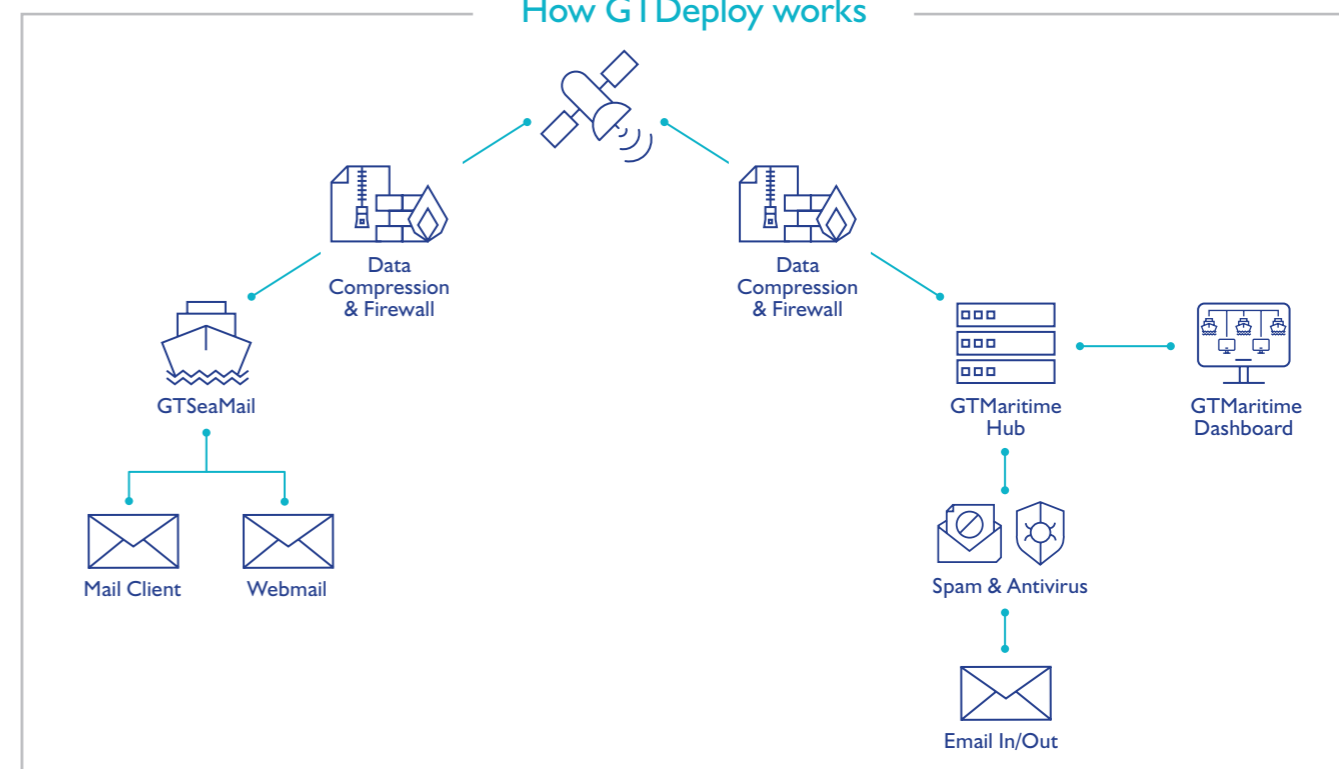 How GTDeploy works
Data
Compression
& Firewall
Data
Compression
& Firewall
GTSeaMail
GTMaritime
Hub
GTMaritime
Dashboard
Mail Client
Webmail
Spam & Antivirus
Email In/Out